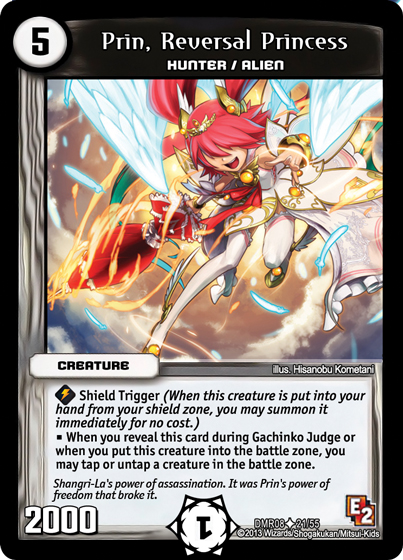 5
Prin, Reversal Princess
HUNTER / ALIEN
CREATURE
illus. Hisanobu Kometani
Shield Trigger (When this creature is put into your
hand from your shield zone, you may summon it
immediately for no cost.)
▪ When you reveal this card during Gachinko Judge or
when you put this creature into the battle zone, you
may tap or untap a creature in the battle zone.
Shangri-La's power of assassination. It was Prin's power of
freedom that broke it.
2000
1
DMR08 ◆ 21/55
©2013 Wizards/Shogakukan/Mitsui-Kids
E2